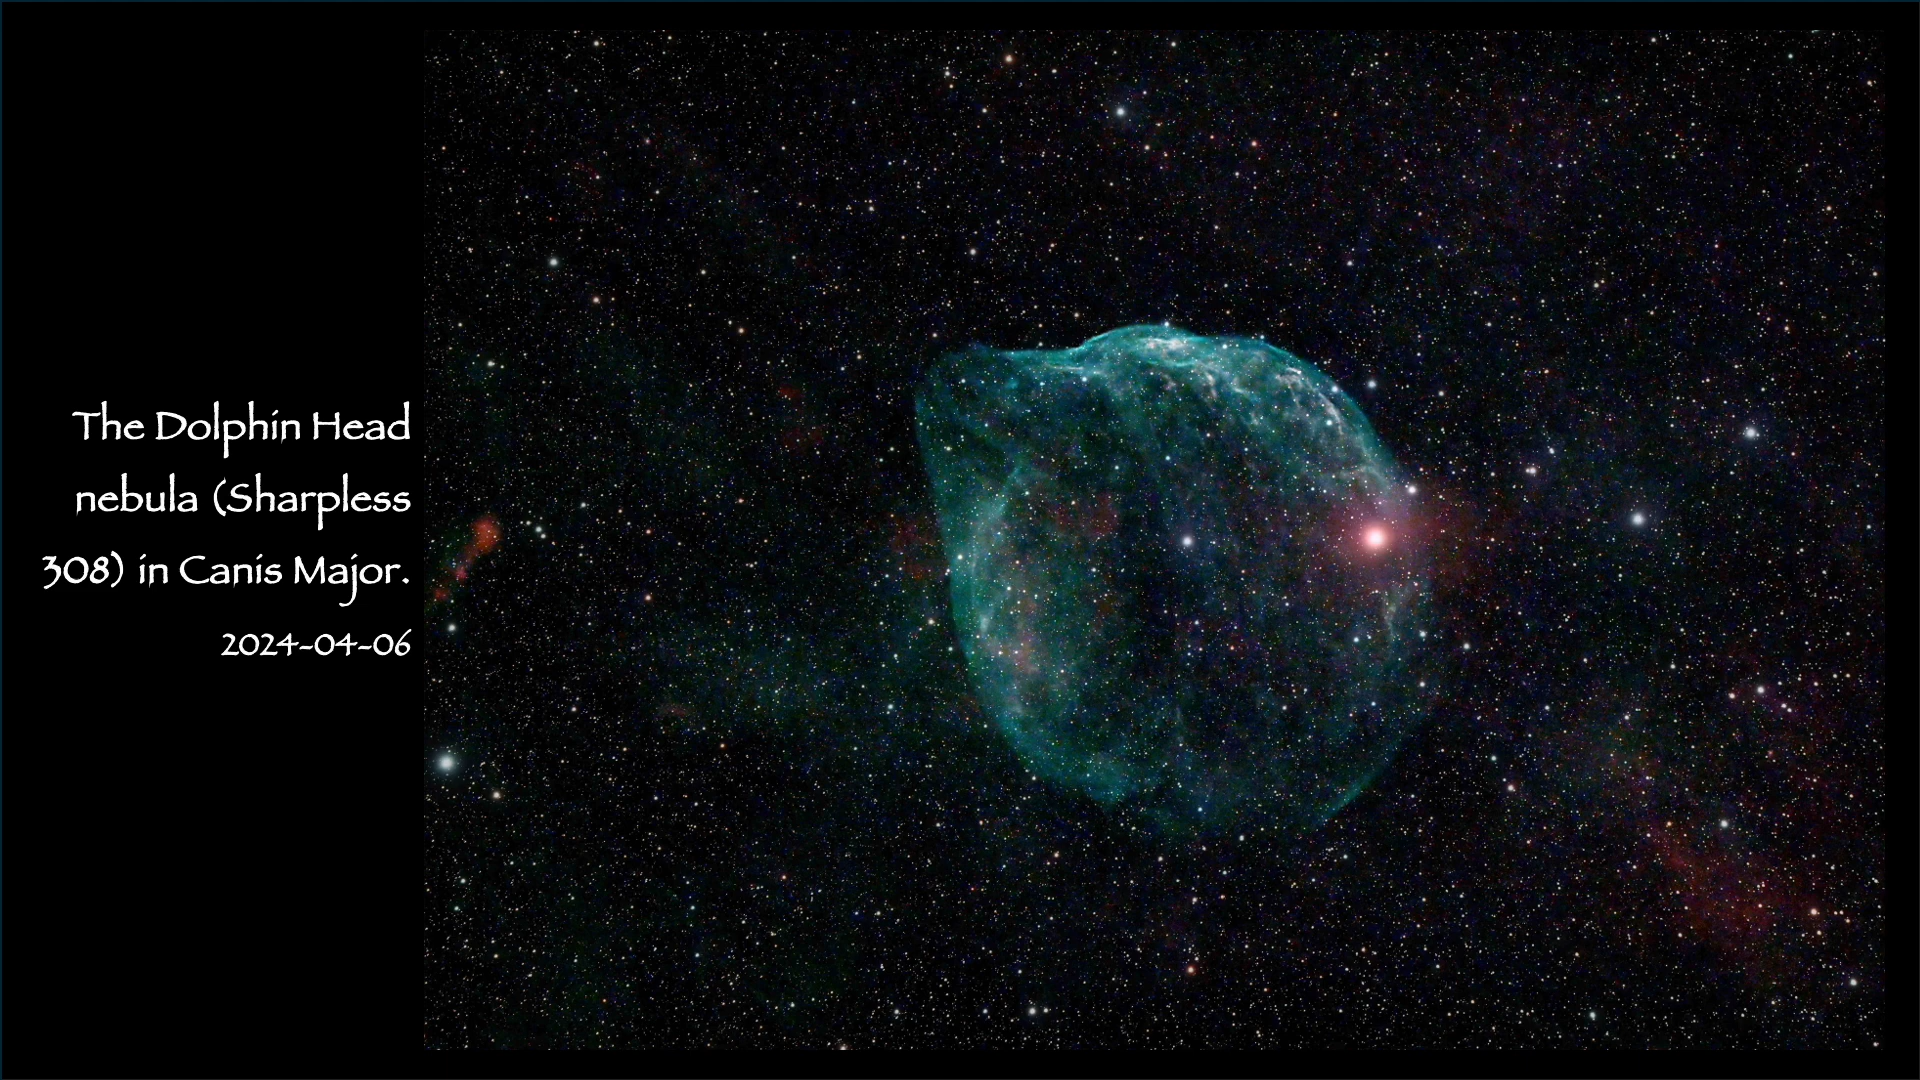 The Dolphin Head
nebula (Sharpless
308) in Canis Major.
2024-04-06